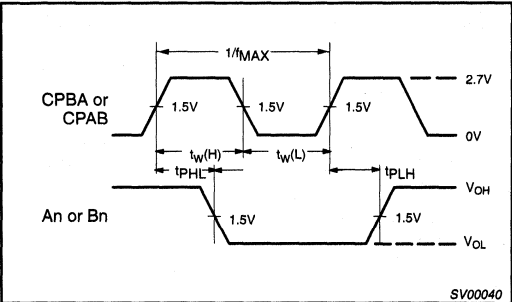 1/fMAX
2.7V
CPBA or
CPAB
1.5V
1.5V
1.5V
0V
tW(H)
tW(L)
tPHL
tPLH
VOH
An or Bn
1.5V
1.5V
VOL
SV00040